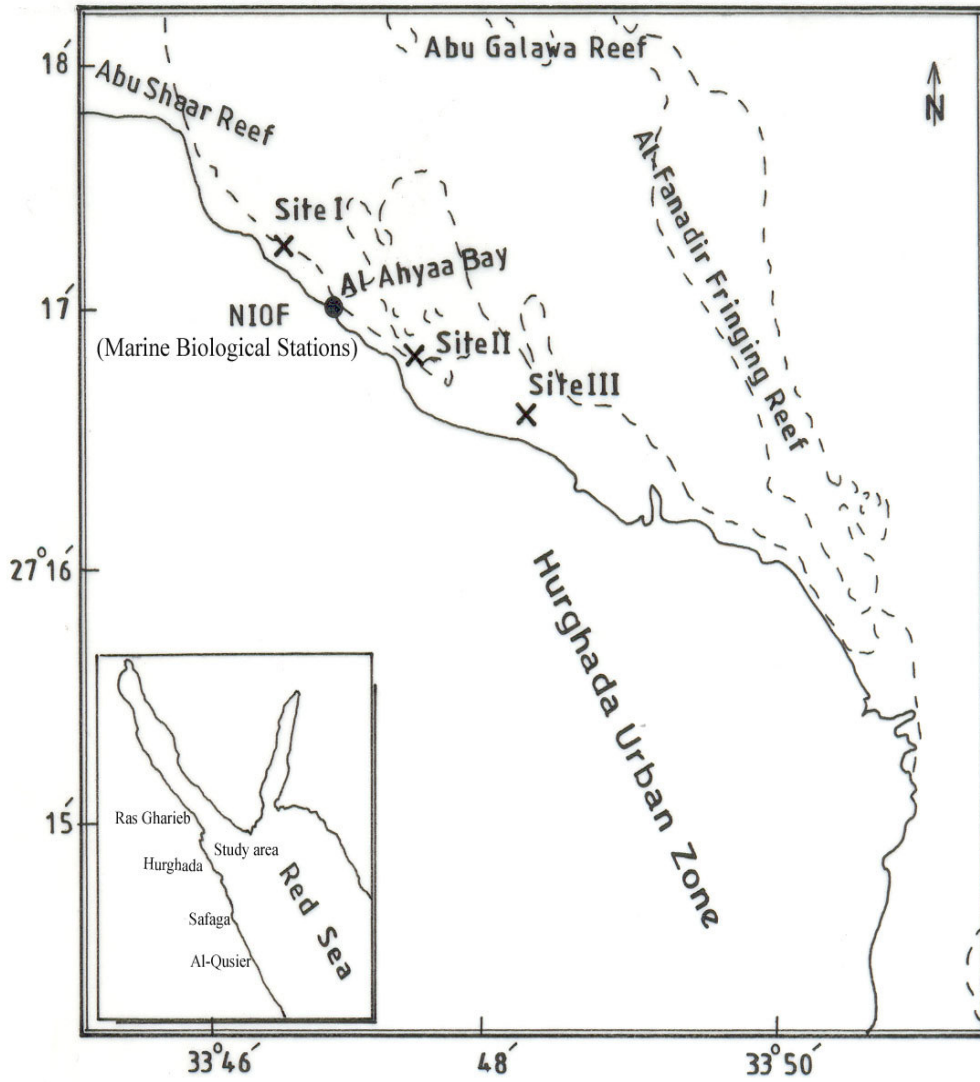 18′
Abu Galawa Reef
Abu Shaar Reef
N
Al-Fanadir Fringing Reef
Site I
Al Ahyaa Bay
17′
NIOF
(Marine Biological Stations)
Site II
Site III
27°16′
Hurghada Urban Zone
15′
Ras Gharieb
Study area
Hurghada
Red Sea
Safaga
Al-Qusier
33°46′
48′
33°50′